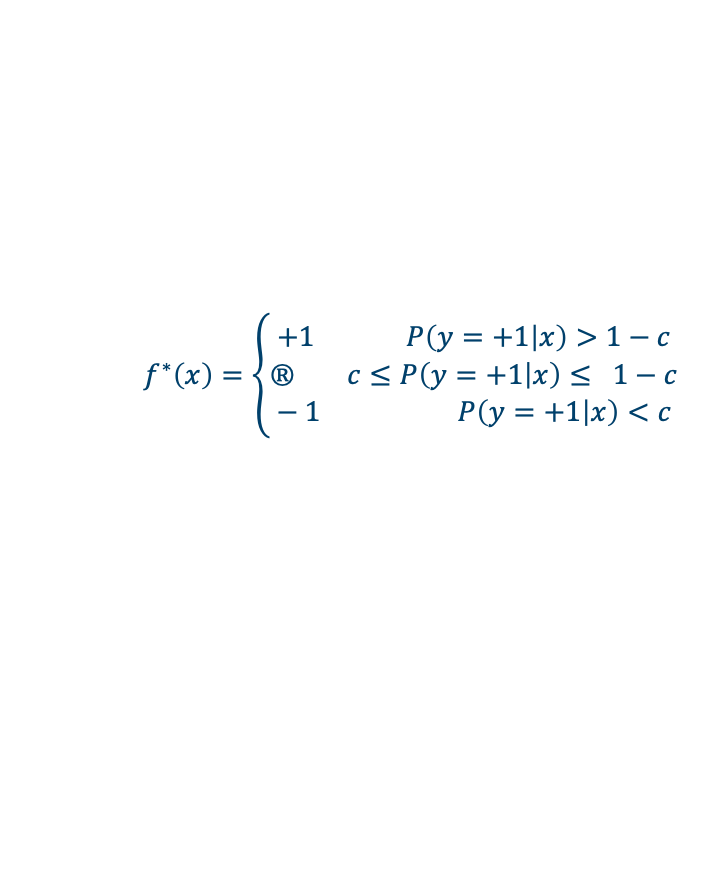 +1 P(y = +1|x) > 1 − c
f*(x) = { ® c ≤ P(y = +1|x) ≤ 1 − c
− 1 P(y = +1|x) < c